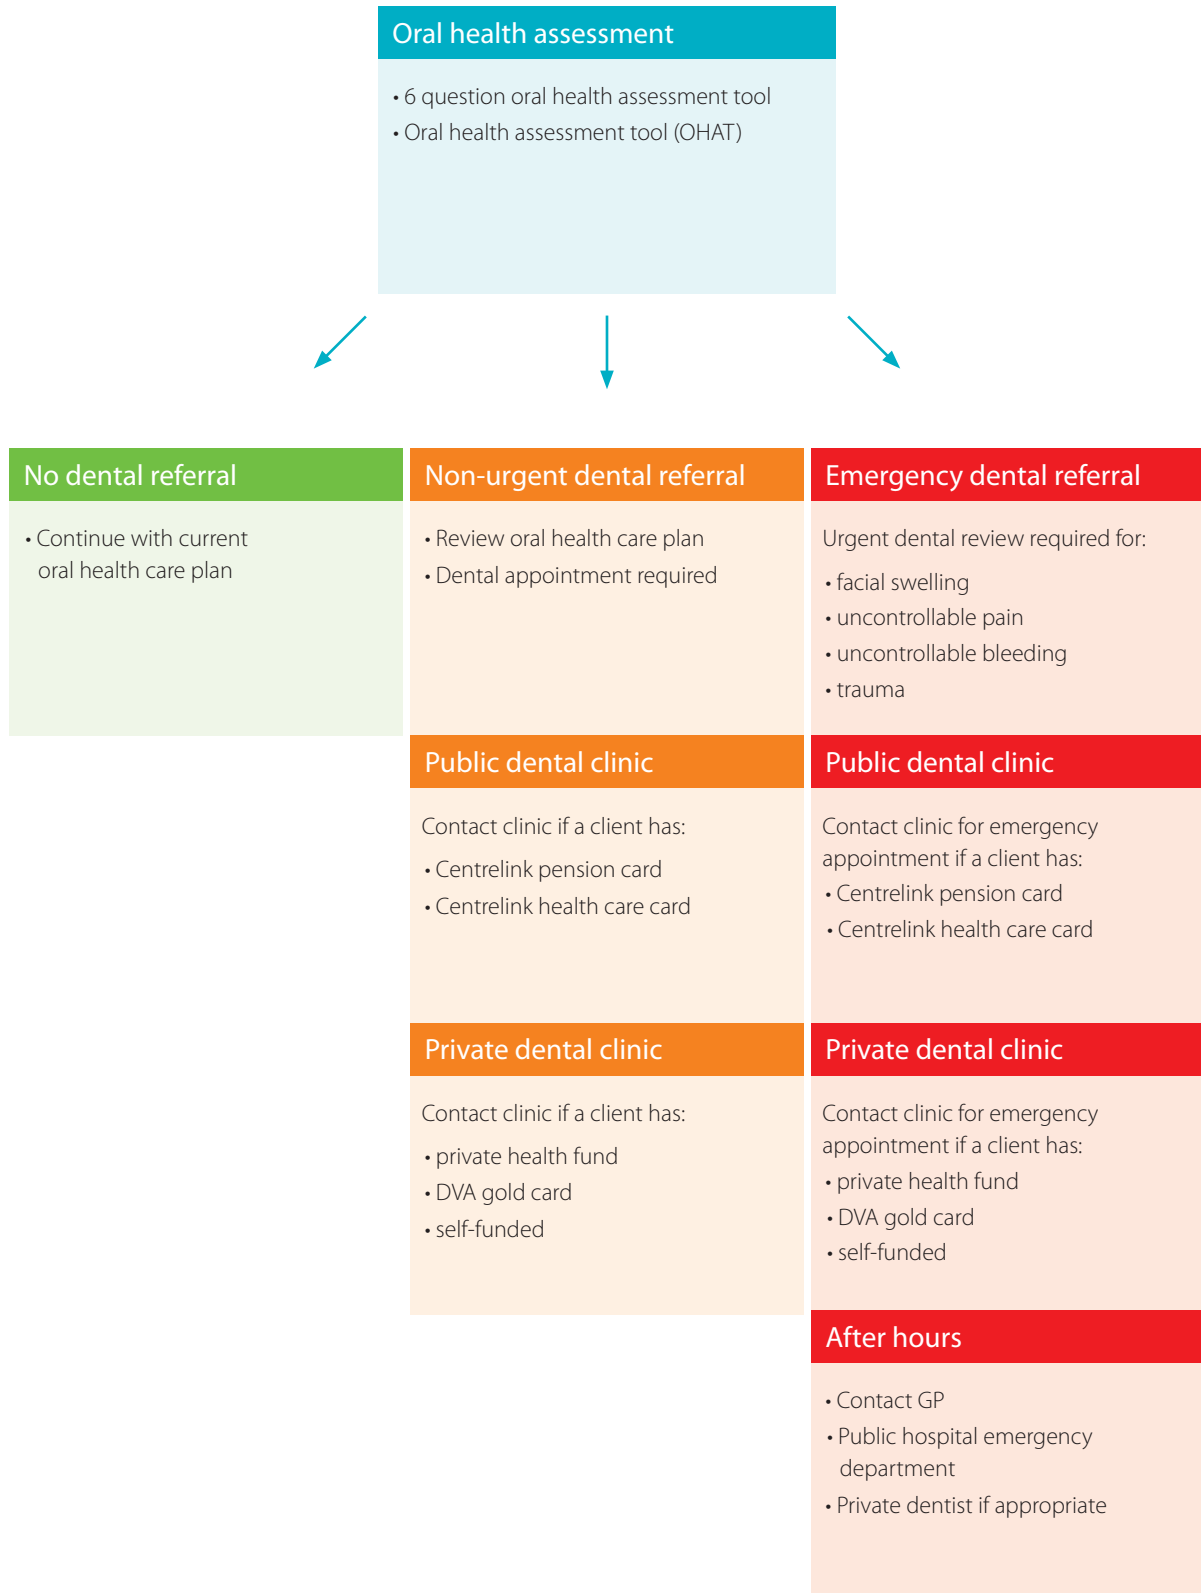 Oral health assessment
• 6 question oral health assessment tool
• Oral health assessment tool (OHAT)
No dental referral
• Continue with current
oral health care plan
Non-urgent dental referral
• Review oral health care plan
• Dental appointment required
Public dental clinic
Contact clinic if a client has:
• Centrelink pension card
• Centrelink health care card
Private dental clinic
Contact clinic if a client has:
• private health fund
• DVA gold card
• self-funded
Emergency dental referral
Urgent dental review required for:
• facial swelling
• uncontrollable pain
• uncontrollable bleeding
• trauma
Public dental clinic
Contact clinic for emergency
appointment if a client has:
• Centrelink pension card
• Centrelink health care card
Private dental clinic
Contact clinic for emergency
appointment if a client has:
• private health fund
• DVA gold card
• self-funded
After hours
• Contact GP
• Public hospital emergency
department
• Private dentist if appropriate